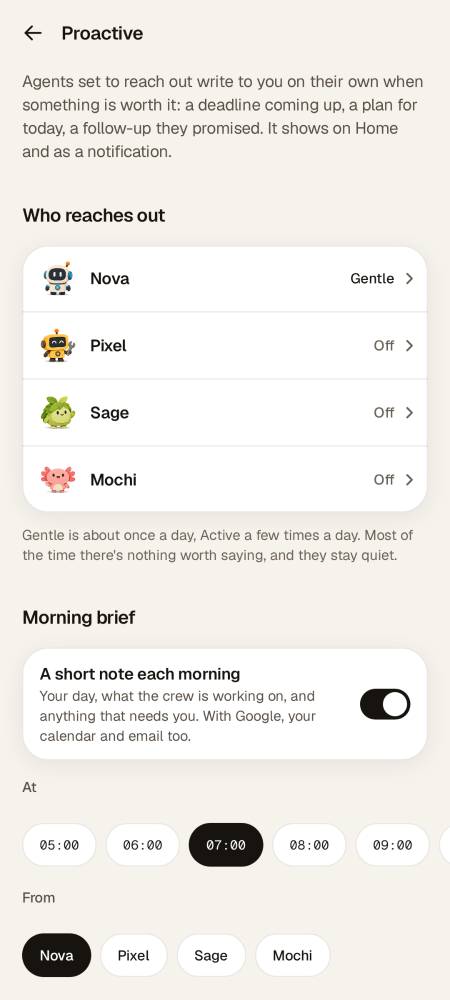 Proactive
Agents set to reach out write to you on their own when
something is worth it: a deadline coming up, a plan for
today, a follow-up they promised. It shows on Home
and as a notification.
Who reaches out
Nova Gentle
Pixel Off
Sage Off
Mochi Off
Gentle is about once a day, Active a few times a day. Most of
the time there's nothing worth saying, and they stay quiet.
Morning brief
A short note each morning
Your day, what the crew is working on, and
anything that needs you. With Google, your
calendar and email too.
At
05:00 06:00 07:00 08:00 09:00
From
Nova Pixel Sage Mochi